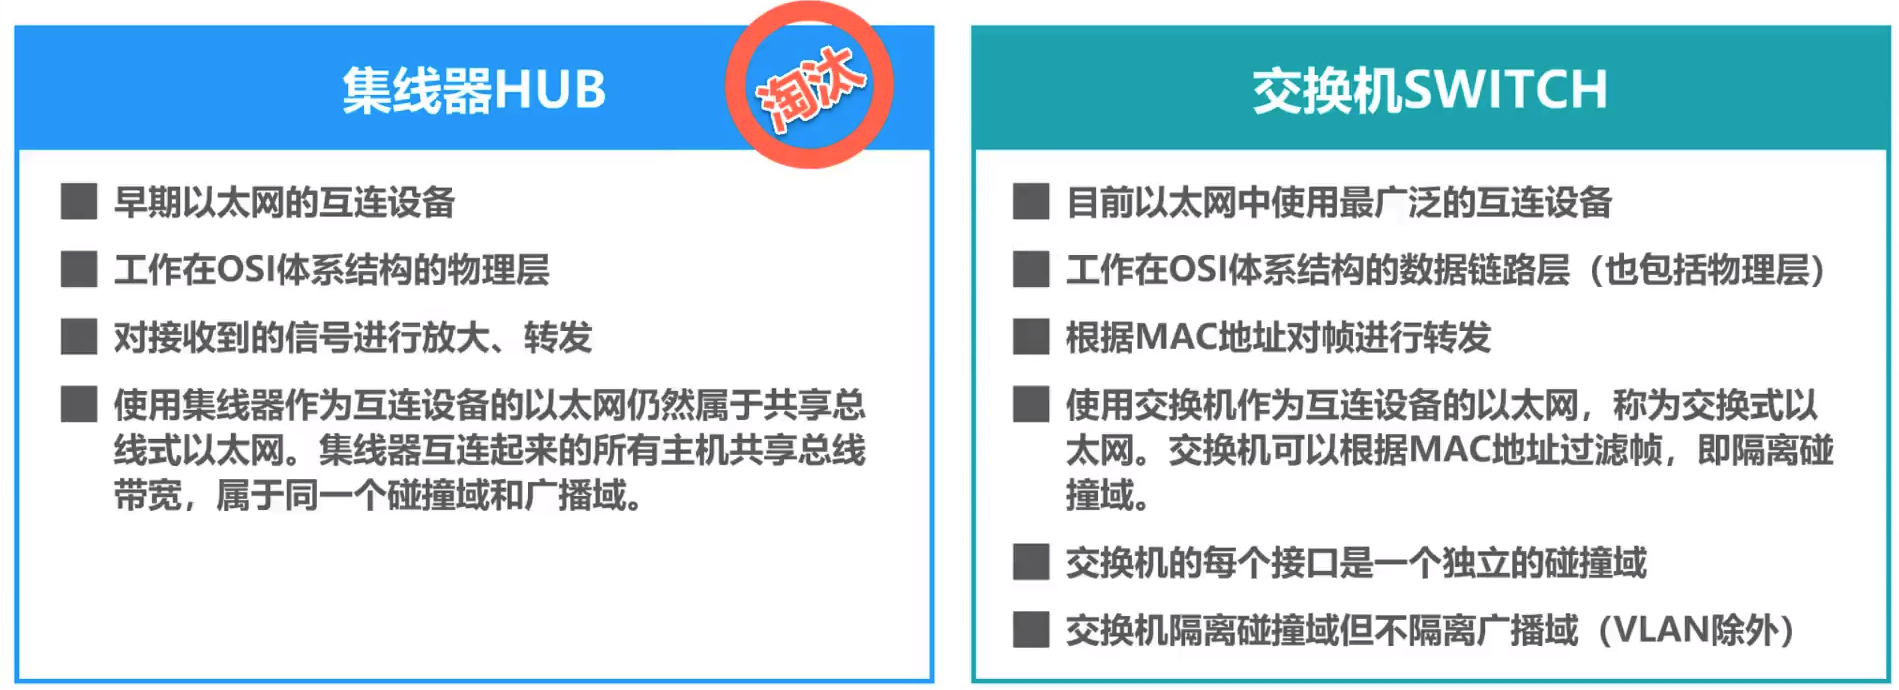 集线器HUB
淘汰
早期以太网的互连设备
工作在OSI体系结构的物理层
对接收到的信号进行放大、转发
使用集线器作为互连设备的以太网仍然属于共享总
线式以太网。集线器互连起来的所有主机共享总线
带宽，属于同一个碰撞域和广播域。
交换机SWITCH
目前以太网中使用最广泛的互连设备
工作在OSI体系结构的数据链路层（也包括物理层）
根据MAC地址对帧进行转发
使用交换机作为互连设备的以太网，称为交换式以
太网。交换机可以根据MAC地址过滤帧，即隔离碰
撞域。
交换机的每个接口是一个独立的碰撞域
交换机隔离碰撞域但不隔离广播域（VLAN除外）